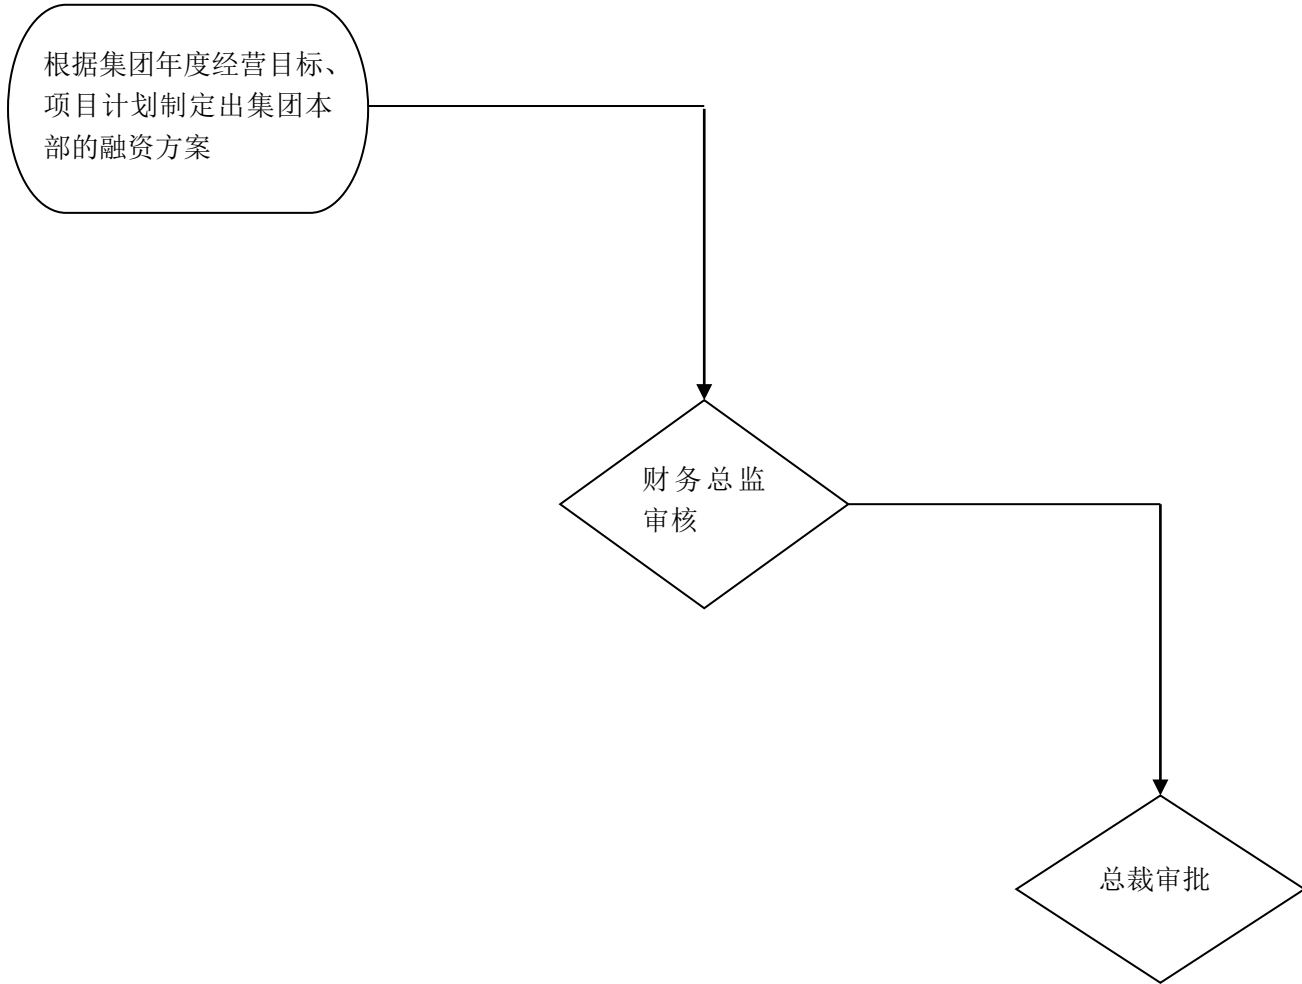 根据集团年度经营目标、
项目计划制定出集团本
部的融资方案
财务总监
审核
总裁审批